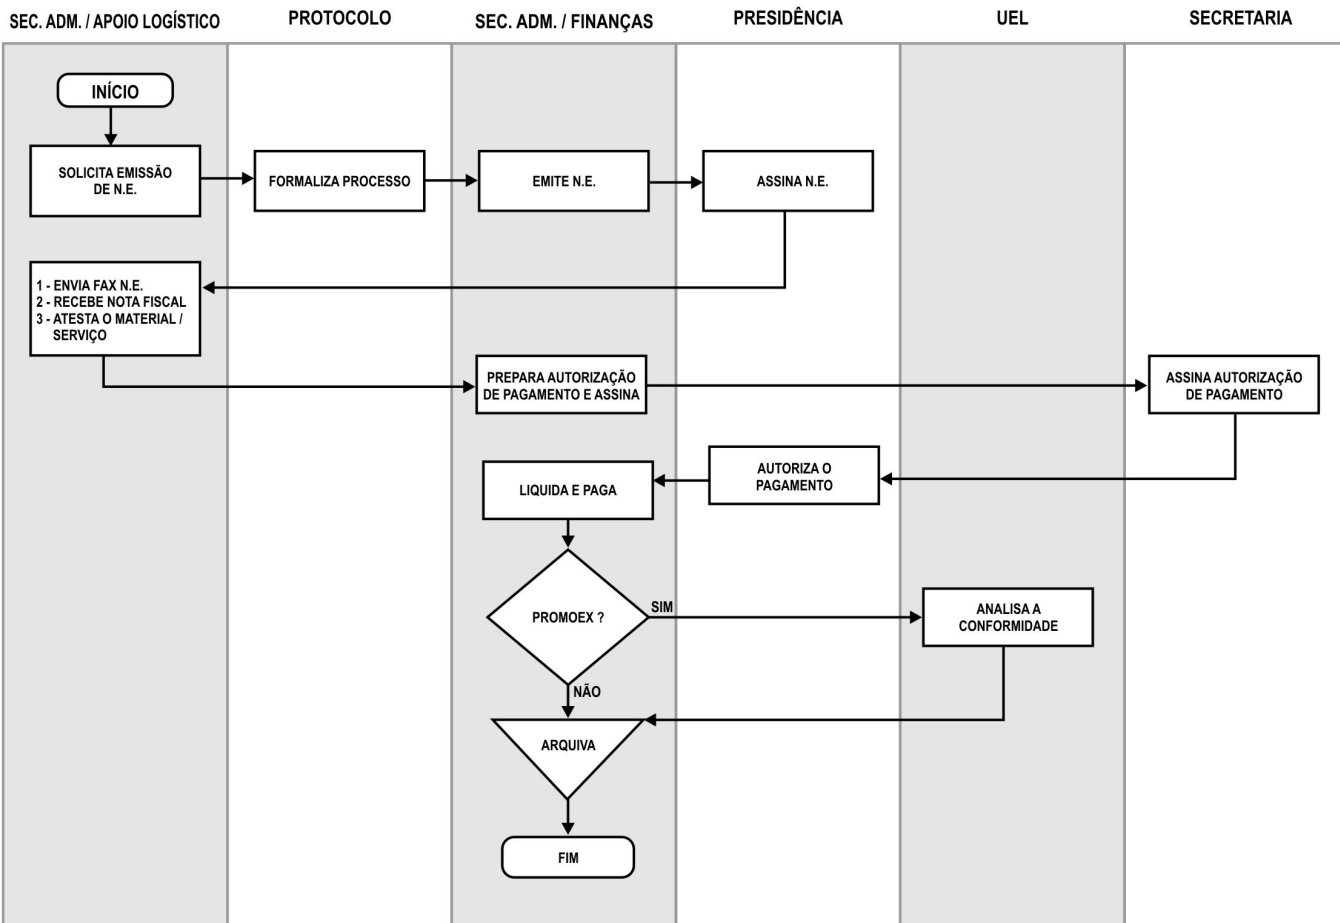 SEC. ADM. / APOIO LOGÍSTICO
PROTOCOLO
SEC. ADM. / FINANÇAS
PRESIDÊNCIA
UEL
SECRETARIA
INÍCIO
SOLICITA EMISSÃO
DE N.E.
FORMALIZA PROCESSO
EMITE N.E.
ASSINA N.E.
1 - ENVIA FAX N.E.
2 - RECEBE NOTA FISCAL
3 - ATESTA O MATERIAL /
SERVIÇO
PREPARA AUTORIZAÇÃO
DE PAGAMENTO E ASSINA
ASSINA AUTORIZAÇÃO
DE PAGAMENTO
AUTORIZA O
PAGAMENTO
LIQUIDA E PAGA
PROMOEX ?
SIM
ANALISA A
CONFORMIDADE
NÃO
ARQUIVA
FIM